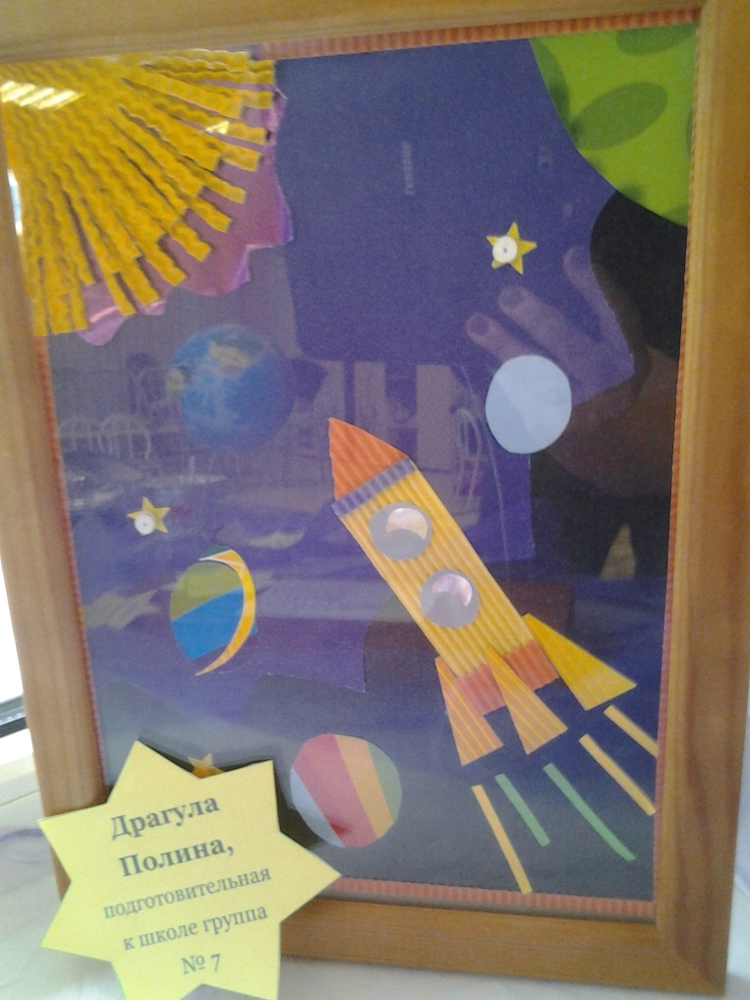 Драгула
Полина,
подготовительная
к школе группа
№ 7